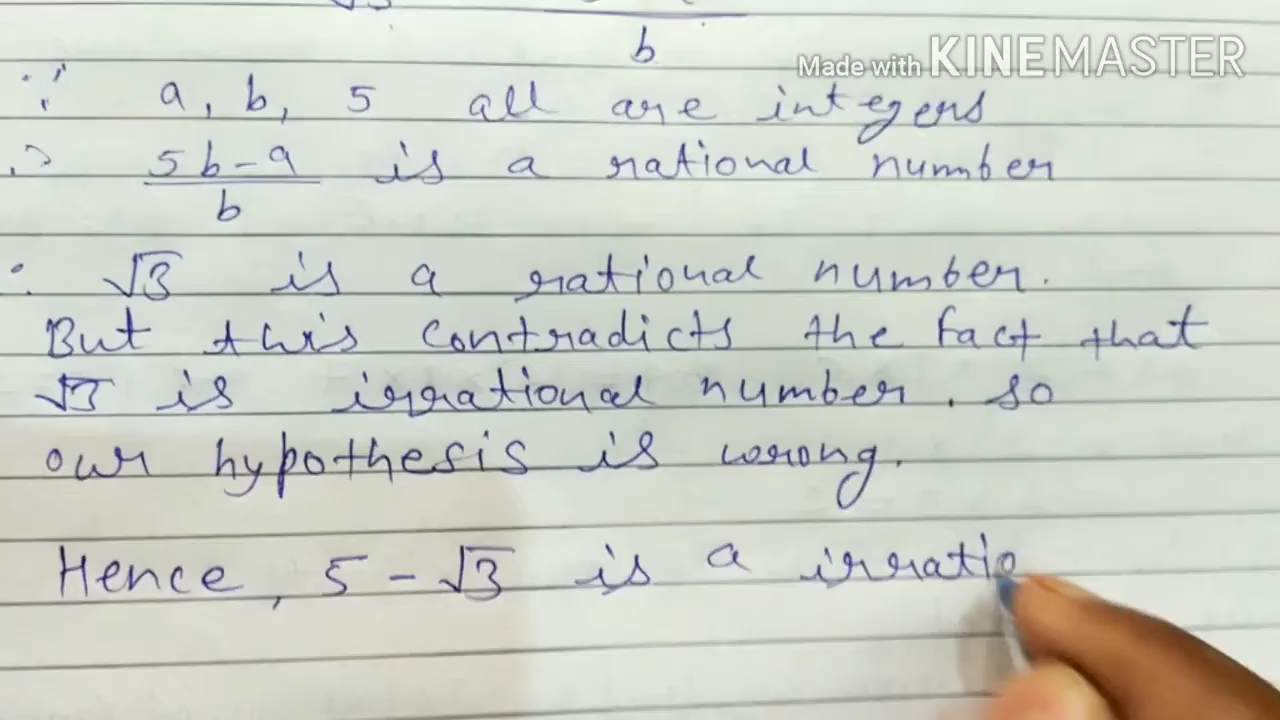 b
Made with KINEMASTER
∵ a, b, 5 all are integers
∴ 5b-a/b is a rational number
∴ √3 is a rational number.
But this contradicts the fact that
√3 is irrational number. so
our hypothesis is wrong.
Hence, 5 - √3 is a irratio